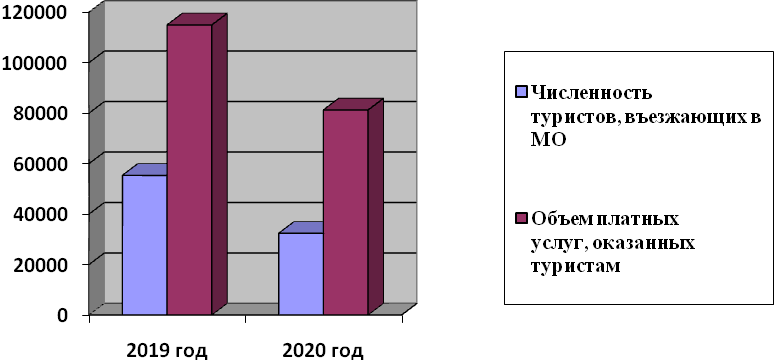 120000
100000
80000
60000
40000
20000
0
2019 год
2020 год
Численность
туристов, въезжающих в
МО
Объем платных
услуг, оказанных
туристам